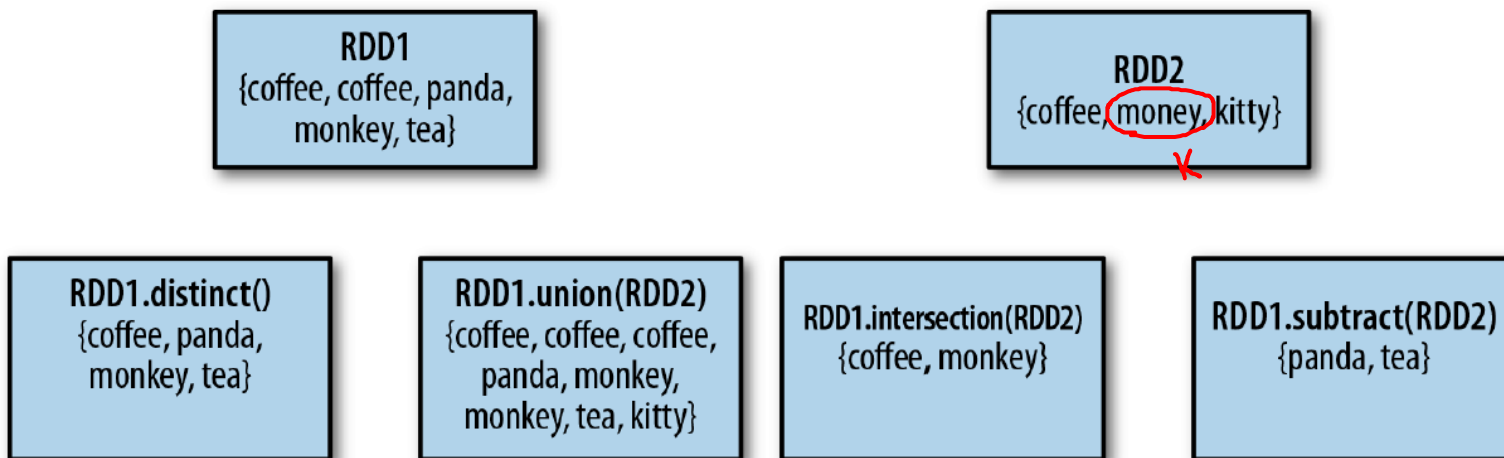 RDD1
{coffee, coffee, panda,
monkey, tea}
RDD2
{coffee, money, kitty}
K
RDD1.distinct()
{coffee, panda,
monkey, tea}
RDD1.union(RDD2)
{coffee, coffee, coffee,
panda, monkey,
monkey, tea, kitty}
RDD1.intersection(RDD2)
{coffee, monkey}
RDD1.subtract(RDD2)
{panda, tea}